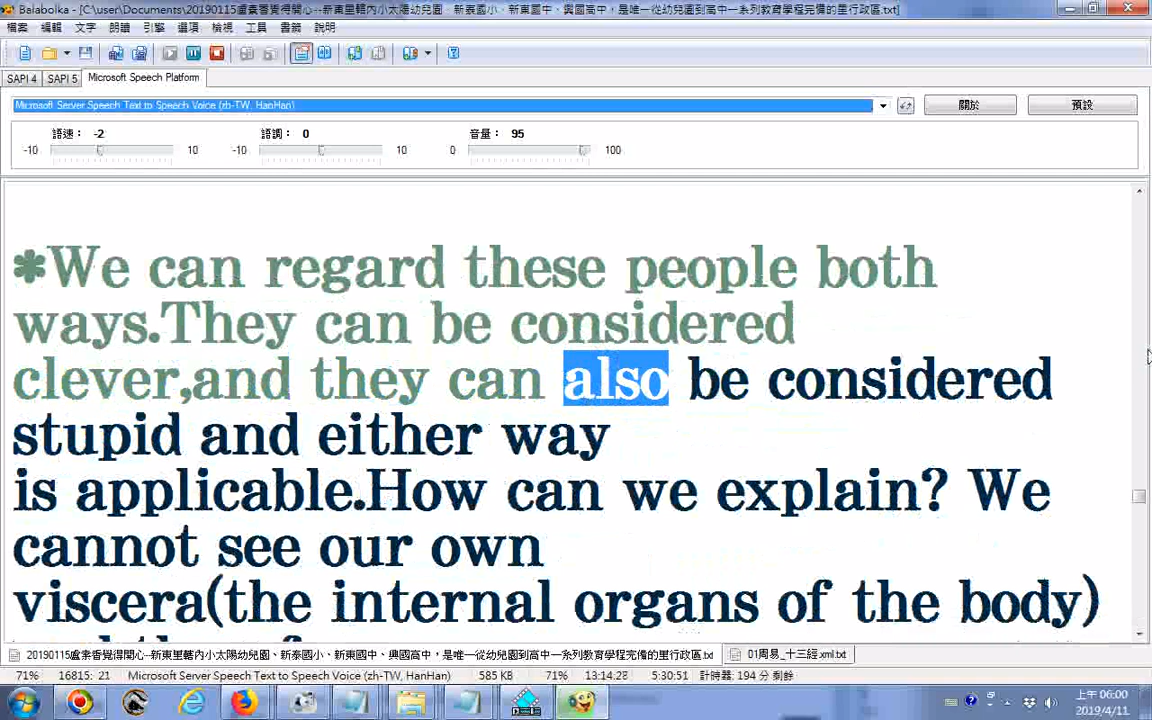 Balabolka - [C:\user\Documents\20190115盧彔香覺得開心--新東里轄內小太陽幼兒園、新泰國小、新東國中、興國高中，是唯一從幼兒園到高中一系列教育學程完備的里行政區.txt]
檔案 編輯 文字 朗讀 引擎 選項 檢視 工具 書籤 說明
SAPI 4 SAPI 5 Microsoft Speech Platform
Microsoft Server Speech Text to Speech Voice (zh-TW, HanHan) 關於 預設
語速： -2 語調： 0 音量： 95
-10 10 -10 10 0 100
*We can regard these people both
ways.They can be considered
clever,and they can also be considered
stupid and either way
is applicable.How can we explain? We
cannot see our own
viscera(the internal organs of the body)
20190115盧彔香覺得開心--新東里轄內小太陽幼兒園、新泰國小、新東國中、興國高中，是唯一從幼兒園到高中一系列教育學程完備的里行政區.txt 01周易_十三經.xml.txt
71% 16815: 21 Microsoft Server Speech Text to Speech Voice (zh-TW, HanHan) 585 KB 71% 13:14:28 5:30:51 計時器: 194 分 剩餘
上午 06:00
2019/4/11